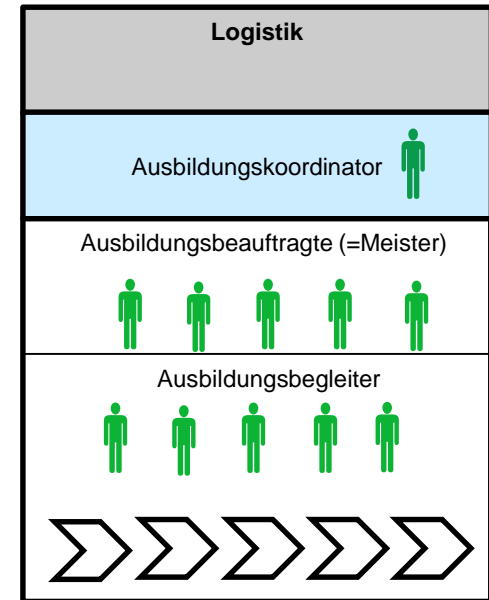 Logistik
Ausbildungskoordinator
Ausbildungsbeauftragte (=Meister)
Ausbildungsbegleiter